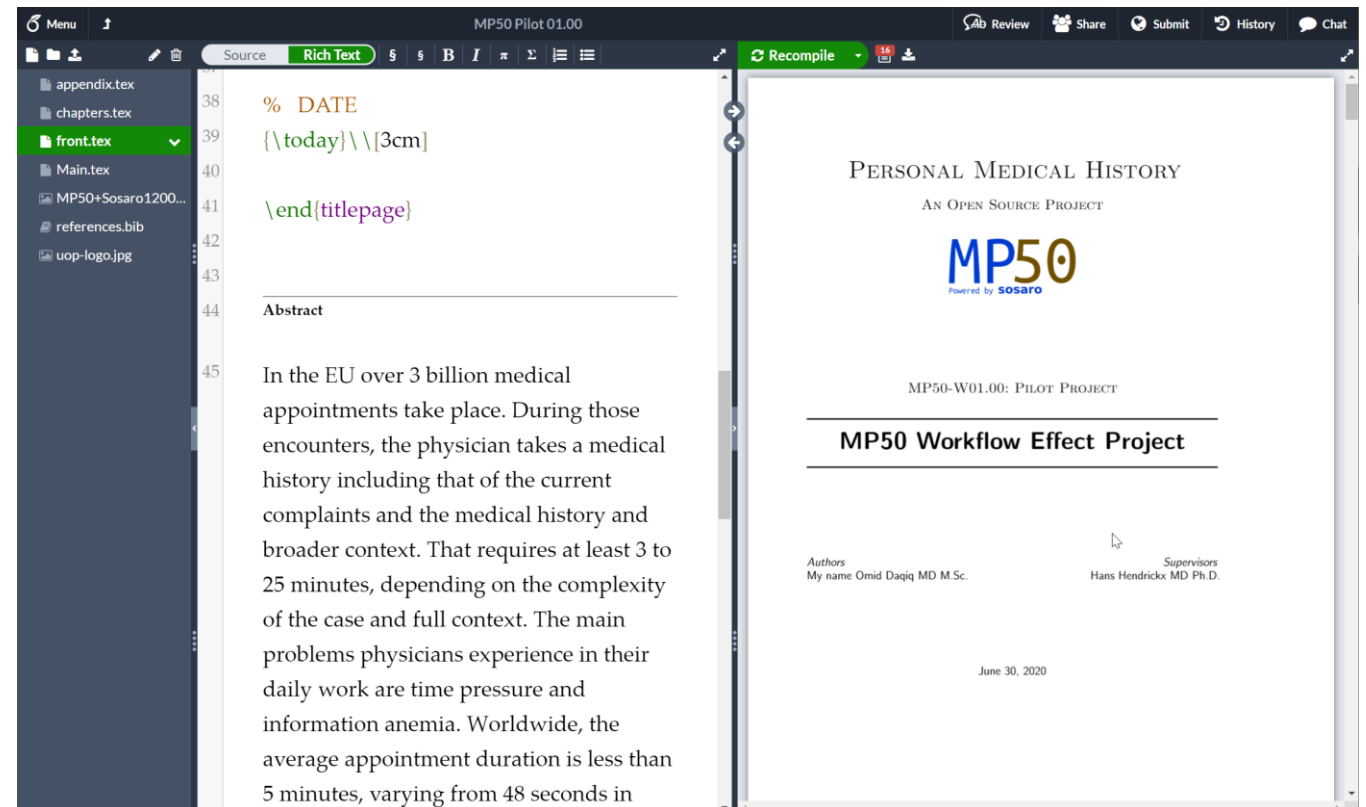 Menu
MP50 Pilot 01.00
Review
Share
Submit
History
Chat
Source Rich Text § § B I π Σ
Recompile
16
appendix.tex
chapters.tex
front.tex
Main.tex
MP50+Sosaro1200...
references.bib
uop-logo.jpg
38 % DATE
39 {\today}\\[3cm]
40
41 \end{titlepage}
42
43
44 Abstract
45 In the EU over 3 billion medical
appointments take place. During those
encounters, the physician takes a medical
history including that of the current
complaints and the medical history and
broader context. That requires at least 3 to
25 minutes, depending on the complexity
of the case and full context. The main
problems physicians experience in their
daily work are time pressure and
information anemia. Worldwide, the
average appointment duration is less than
5 minutes, varying from 48 seconds in
Personal Medical History
An Open Source Project
MP50
Powered by sosaro
MP50-W01.00: Pilot Project
MP50 Workflow Effect Project
Authors
My name Omid Daqiq MD M.Sc.
Supervisors
Hans Hendrickx MD Ph.D.
June 30, 2020